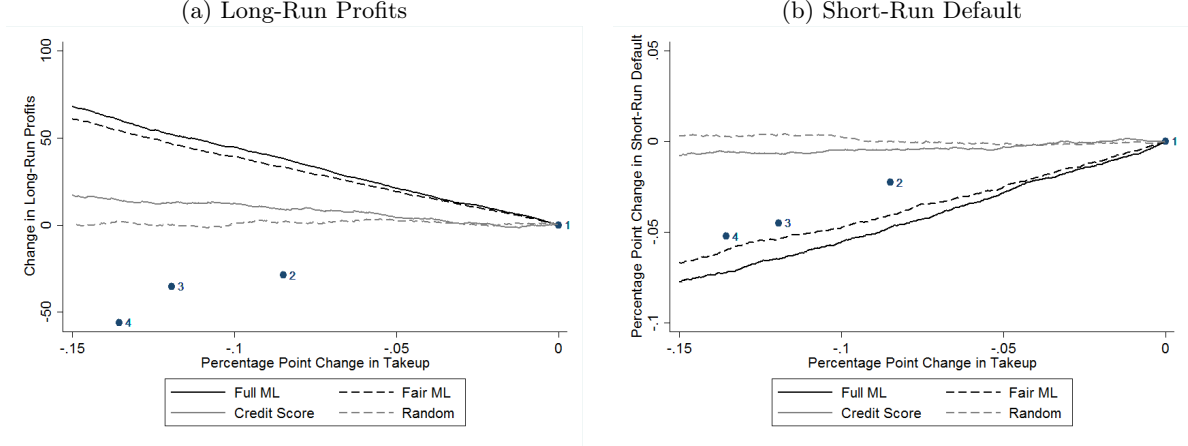 (a) Long-Run Profits
Change in Long-Run Profits
100
50
0
-50
1
2
3
4
-.15
-.1
-.05
0
Percentage Point Change in Takeup
Full ML
Fair ML
Credit Score
Random
(b) Short-Run Default
Percentage Point Change in Short-Run Default
.05
0
-.05
-.1
1
2
3
4
-.15
-.1
-.05
0
Percentage Point Change in Takeup
Full ML
Fair ML
Credit Score
Random